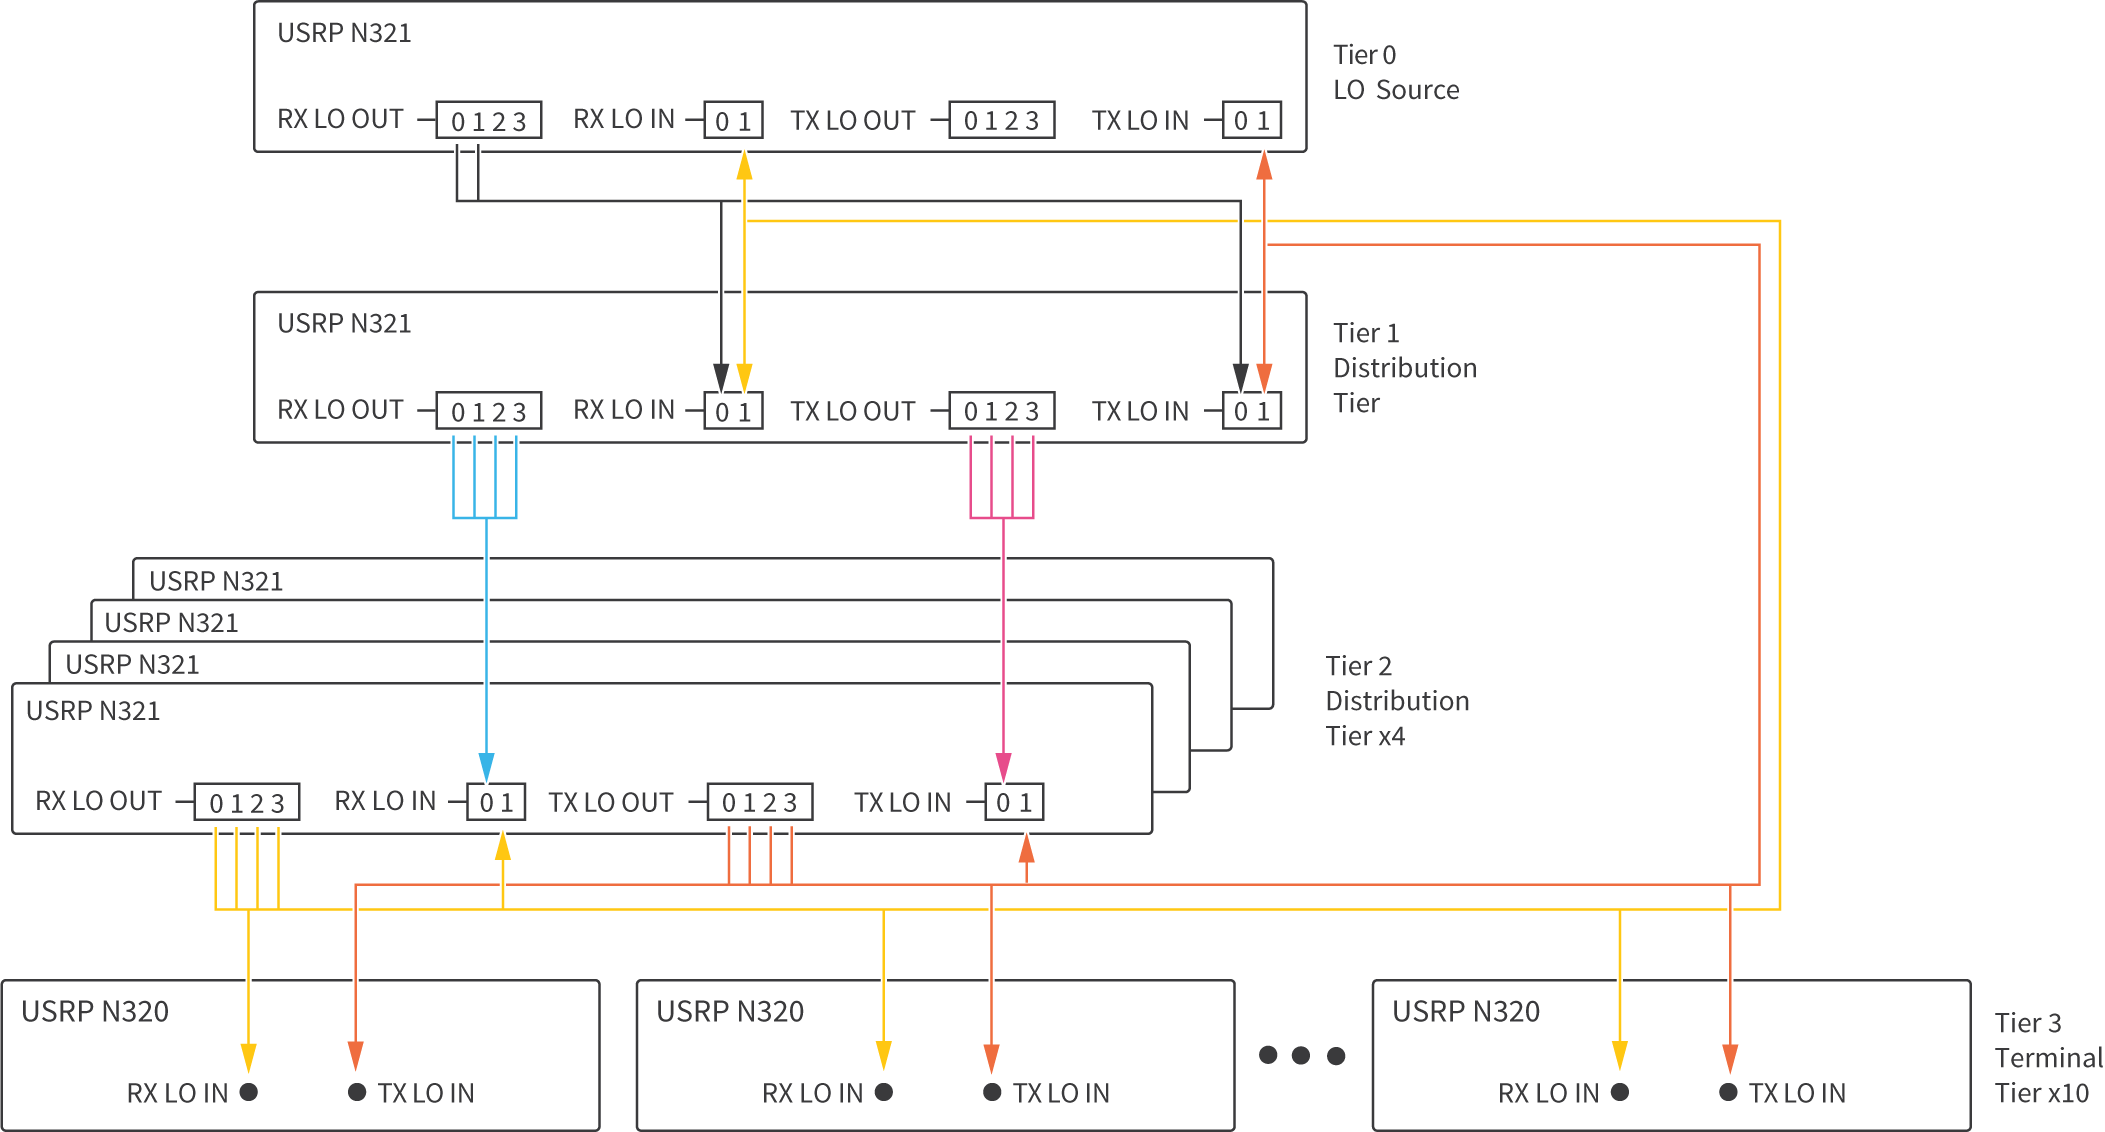 USRP N321
RX LO OUT 0 1 2 3 RX LO IN 0 1 TX LO OUT 0 1 2 3 TX LO IN 0 1
Tier 0
LO Source
USRP N321
RX LO OUT 0 1 2 3 RX LO IN 0 1 TX LO OUT 0 1 2 3 TX LO IN 0 1
Tier 1
Distribution
Tier
USRP N321
USRP N321
USRP N321
USRP N321
RX LO OUT 0 1 2 3 RX LO IN 0 1 TX LO OUT 0 1 2 3 TX LO IN 0 1
Tier 2
Distribution
Tier x4
USRP N320
RX LO IN TX LO IN
USRP N320
RX LO IN TX LO IN
USRP N320
RX LO IN TX LO IN
Tier 3
Terminal
Tier x10